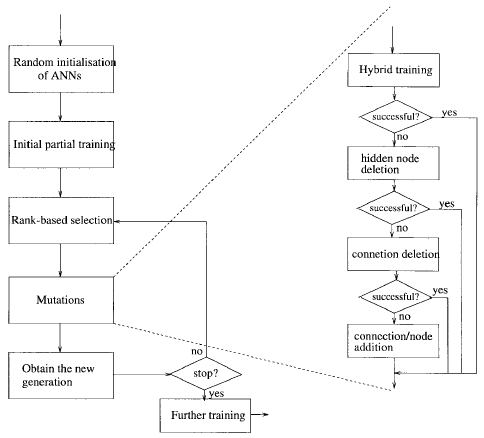 Random initialisation
of ANNs
Initial partial training
Rank-based selection
Mutations
Obtain the new
generation
no
stop?
yes
Further training
Hybrid training
successful?
yes
no
hidden node
deletion
successful?
yes
no
connetion deletion
successful?
yes
no
connection/node
addition